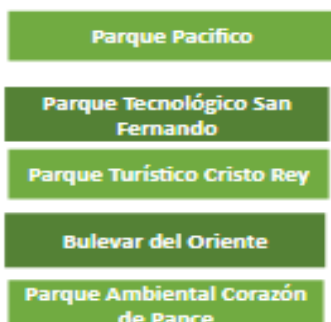 Parque Pacifico
Parque Tecnológico San
Fernando
Parque Turístico Cristo Rey
Bulevar del Oriente
Parque Ambiental Corazón
de Pance